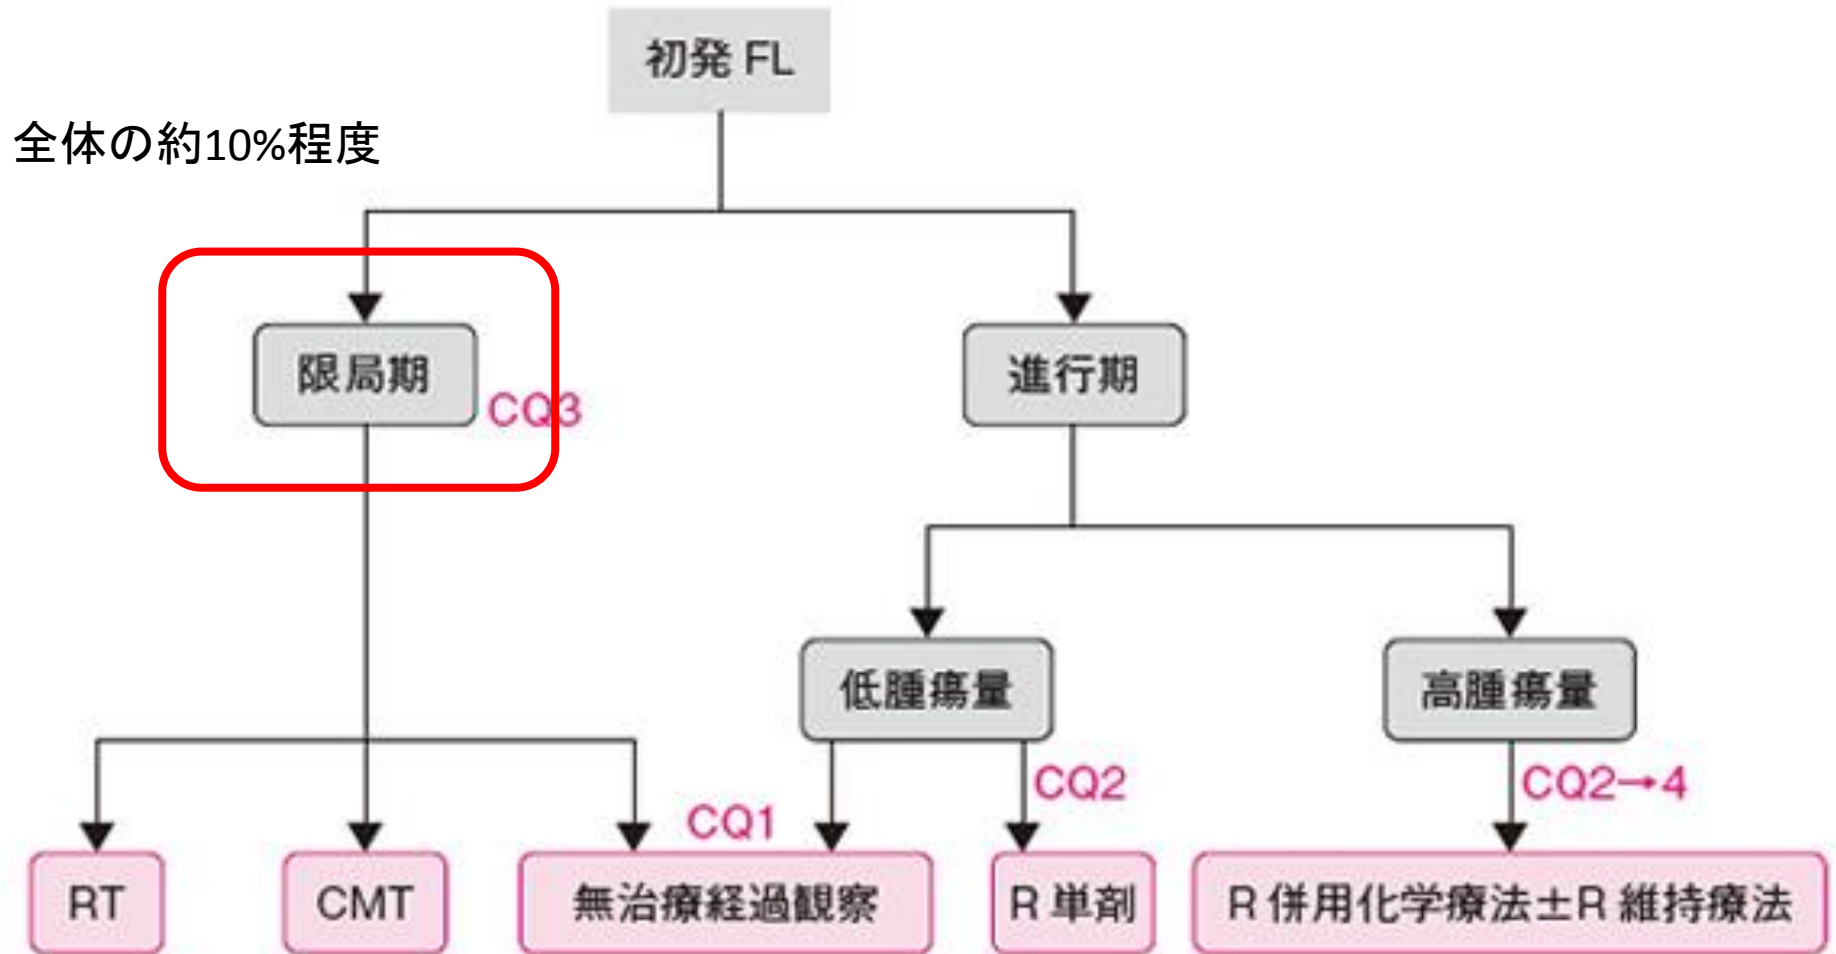 初発 FL
全体の約10%程度
限局期
CQ3
進行期
低腫瘍量
高腫瘍量
CQ1
CQ2
CQ2→4
RT
CMT
無治療経過観察
R 単剤
R 併用化学療法±R 維持療法